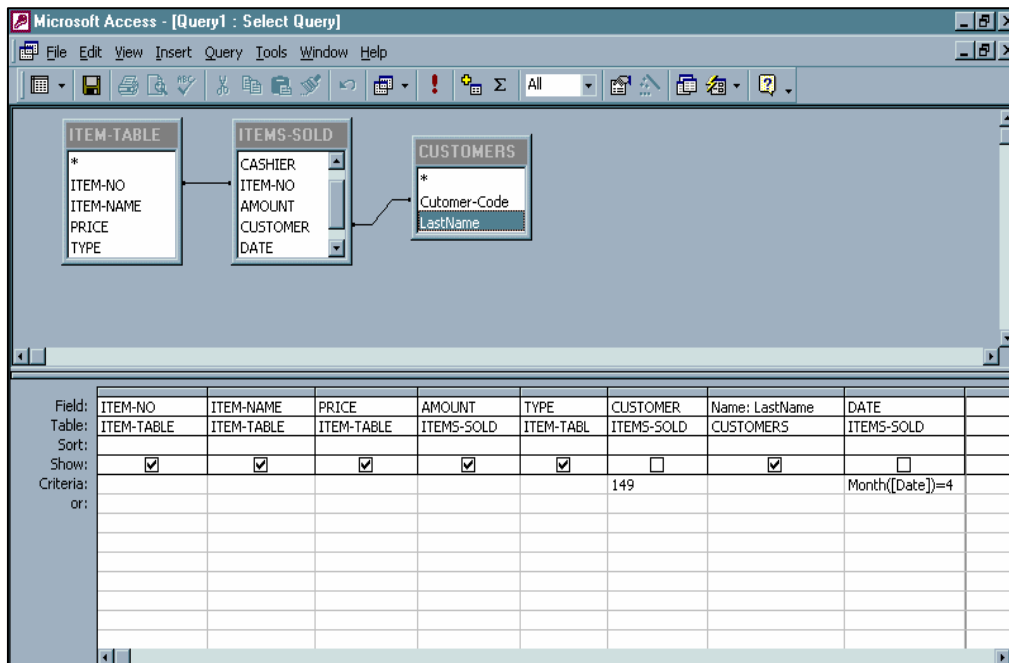 Microsoft Access - [Query1 : Select Query]
File Edit View Insert Query Tools Window Help
ABC All Σ
ITEM-TABLE
*
ITEM-NO
ITEM-NAME
PRICE
TYPE
ITEMS-SOLD
CASHIER
ITEM-NO
AMOUNT
CUSTOMER
DATE
CUSTOMERS
*
Cutomer-Code
LastName
Field: ITEM-NO ITEM-NAME PRICE AMOUNT TYPE CUSTOMER Name: LastName DATE
Table: ITEM-TABLE ITEM-TABLE ITEM-TABLE ITEMS-SOLD ITEM-TABL ITEMS-SOLD CUSTOMERS ITEMS-SOLD
Sort:
Show:
Criteria: 149 Month([Date])=4
or: